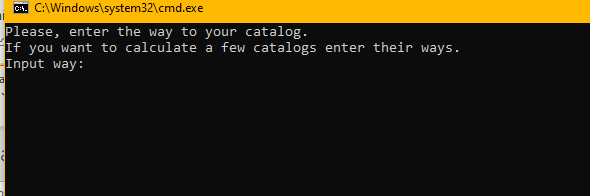 C:\Windows\system32\cmd.exe
Please, enter the way to your catalog.
If you want to calculate a few catalogs enter their ways.
Input way: